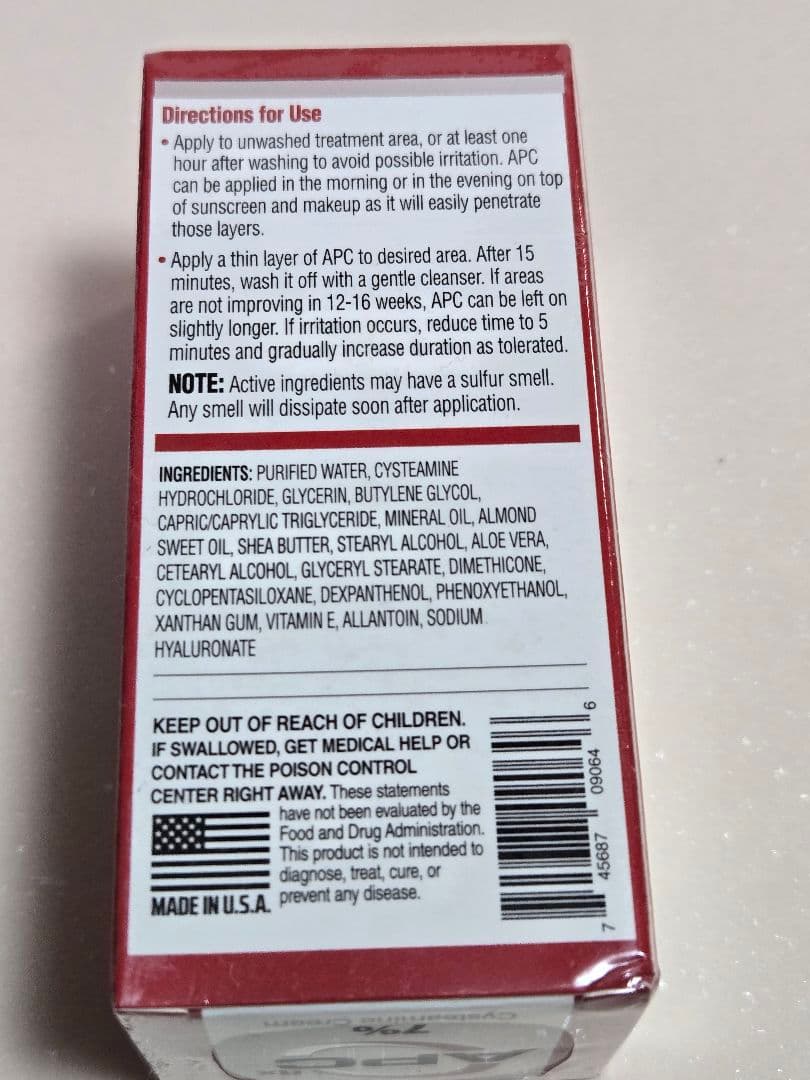 Directions for Use
• Apply to unwashed treatment area, or at least one
hour after washing to avoid possible irritation. APC
can be applied in the morning or in the evening on top
of sunscreen and makeup as it will easily penetrate
those layers.
• Apply a thin layer of APC to desired area. After 15
minutes, wash it off with a gentle cleanser. If areas
are not improving in 12-16 weeks, APC can be left on
slightly longer. If irritation occurs, reduce time to 5
minutes and gradually increase duration as tolerated.
NOTE: Active ingredients may have a sulfur smell.
Any smell will dissipate soon after application.
INGREDIENTS: PURIFIED WATER, CYSTEAMINE
HYDROCHLORIDE, GLYCERIN, BUTYLENE GLYCOL,
CAPRIC/CAPRYLIC TRIGLYCERIDE, MINERAL OIL, ALMOND
SWEET OIL, SHEA BUTTER, STEARYL ALCOHOL, ALOE VERA,
CETEARYL ALCOHOL, GLYCERYL STEARATE, DIMETHICONE,
CYCLOPENTASILOXANE, DEXPANTHENOL, PHENOXYETHANOL,
XANTHAN GUM, VITAMIN E, ALLANTOIN, SODIUM
HYALURONATE
KEEP OUT OF REACH OF CHILDREN.
IF SWALLOWED, GET MEDICAL HELP OR
CONTACT THE POISON CONTROL
CENTER RIGHT AWAY. These statements
have not been evaluated by the
Food and Drug Administration.
This product is not intended to
diagnose, treat, cure, or
prevent any disease.
MADE IN U.S.A.
7 45687 09064 6
Cysteamine Cream
7%
APC